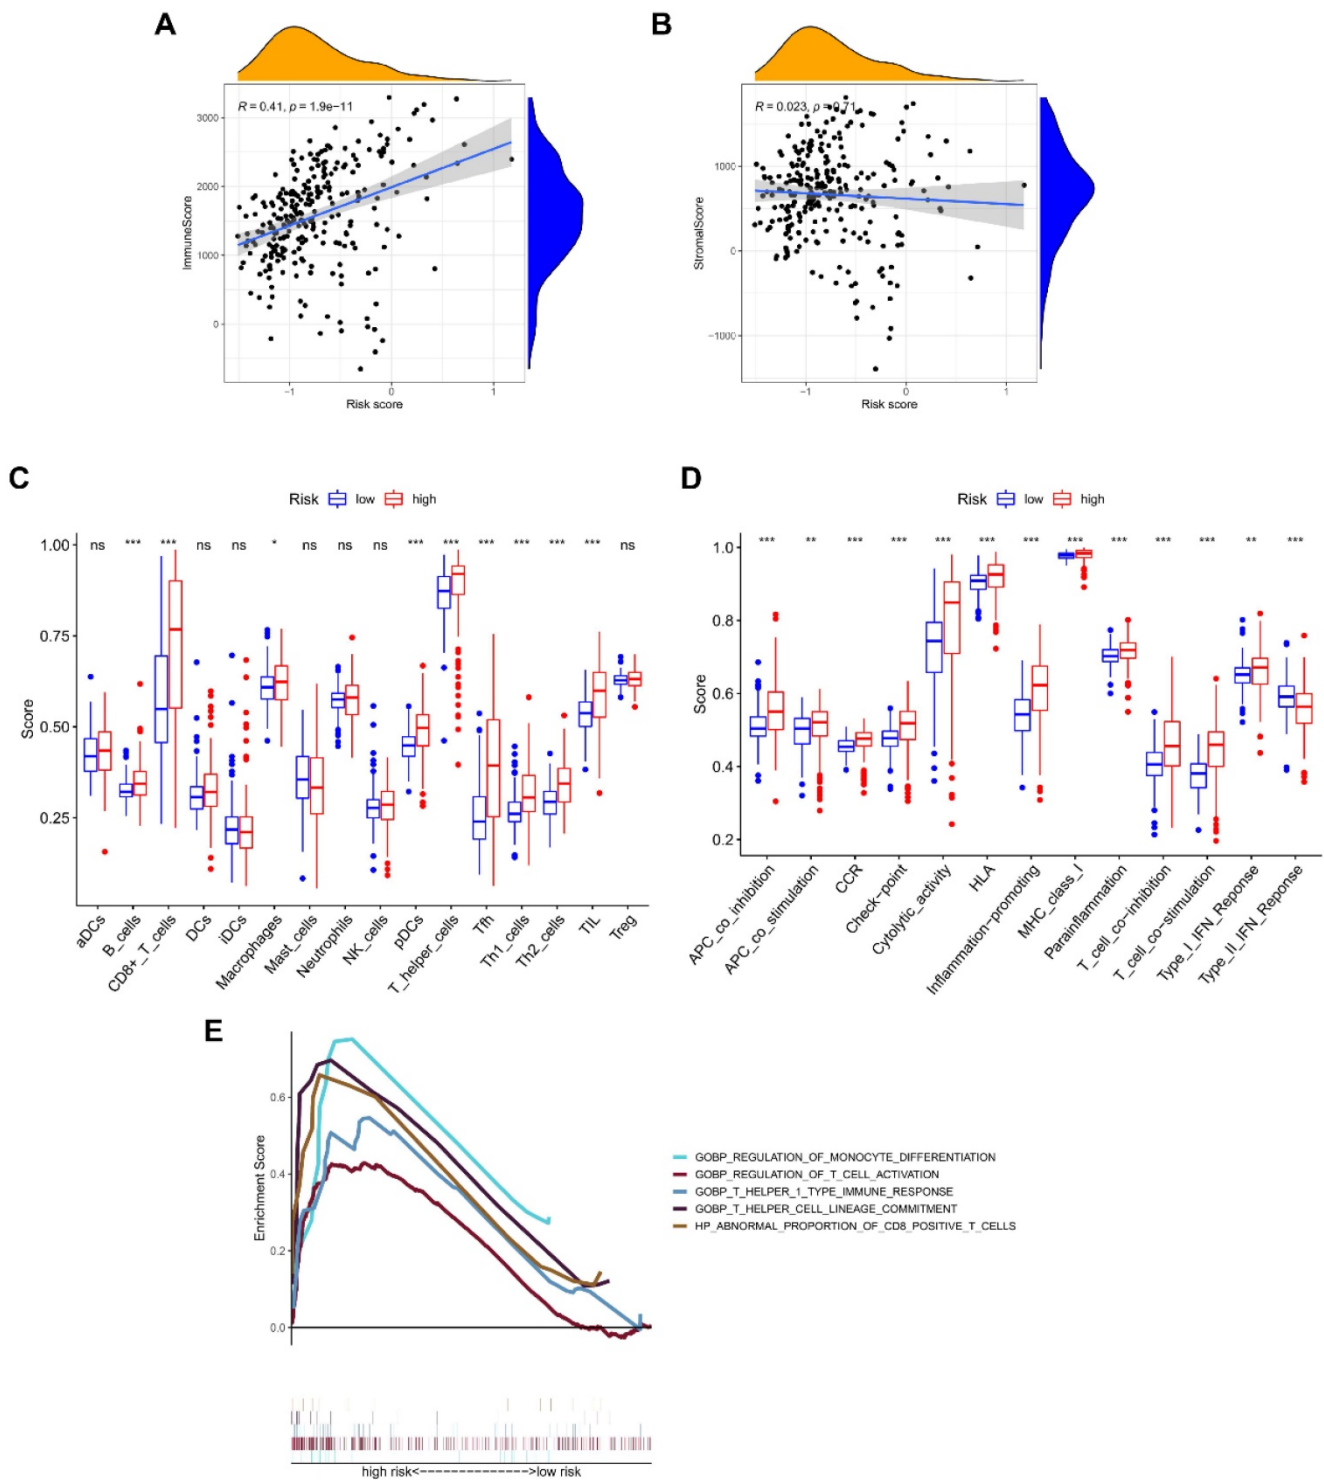 A
B
R = 0.41, p = 1.9e−11
R = 0.023, p = 0.71
ImmuneScore
3000
2000
1000
0
−1
0
1
Risk score
StromalScore
1000
0
−1000
−1
0
1
Risk score
C
Risk low high
Score
1.00
0.75
0.50
0.25
ns *** *** ns ns * ns ns ns *** *** *** *** *** *** ns
aDCs
B_cells
CD8+_T_cells
DCs
iDCs
Macrophages
Mast_cells
Neutrophils
NK_cells
pDCs
T_helper_cells
Tfh
Th1_cells
Th2_cells
TIL
Treg
D
Risk low high
Score
1.0
0.8
0.6
0.4
0.2
*** ** *** *** *** *** *** *** *** *** *** ** ***
APC_co_inhibition
APC_co_stimulation
CCR
Check−point
Cytolytic_activity
HLA
Inflammation−promoting
MHC_class_I
Parainflammation
T_cell_co−inhibition
T_cell_co−stimulation
Type_I_IFN_Reponse
Type_II_IFN_Reponse
E
Enrichment Score
0.6
0.4
0.2
0.0
GOBP_REGULATION_OF_MONOCYTE_DIFFERENTIATION
GOBP_REGULATION_OF_T_CELL_ACTIVATION
GOBP_T_HELPER_1_TYPE_IMMUNE_RESPONSE
GOBP_T_HELPER_CELL_LINEAGE_COMMITMENT
HP_ABNORMAL_PROPORTION_OF_CD8_POSITIVE_T_CELLS
high risk<−−−−−−−−−−−−−−>low risk